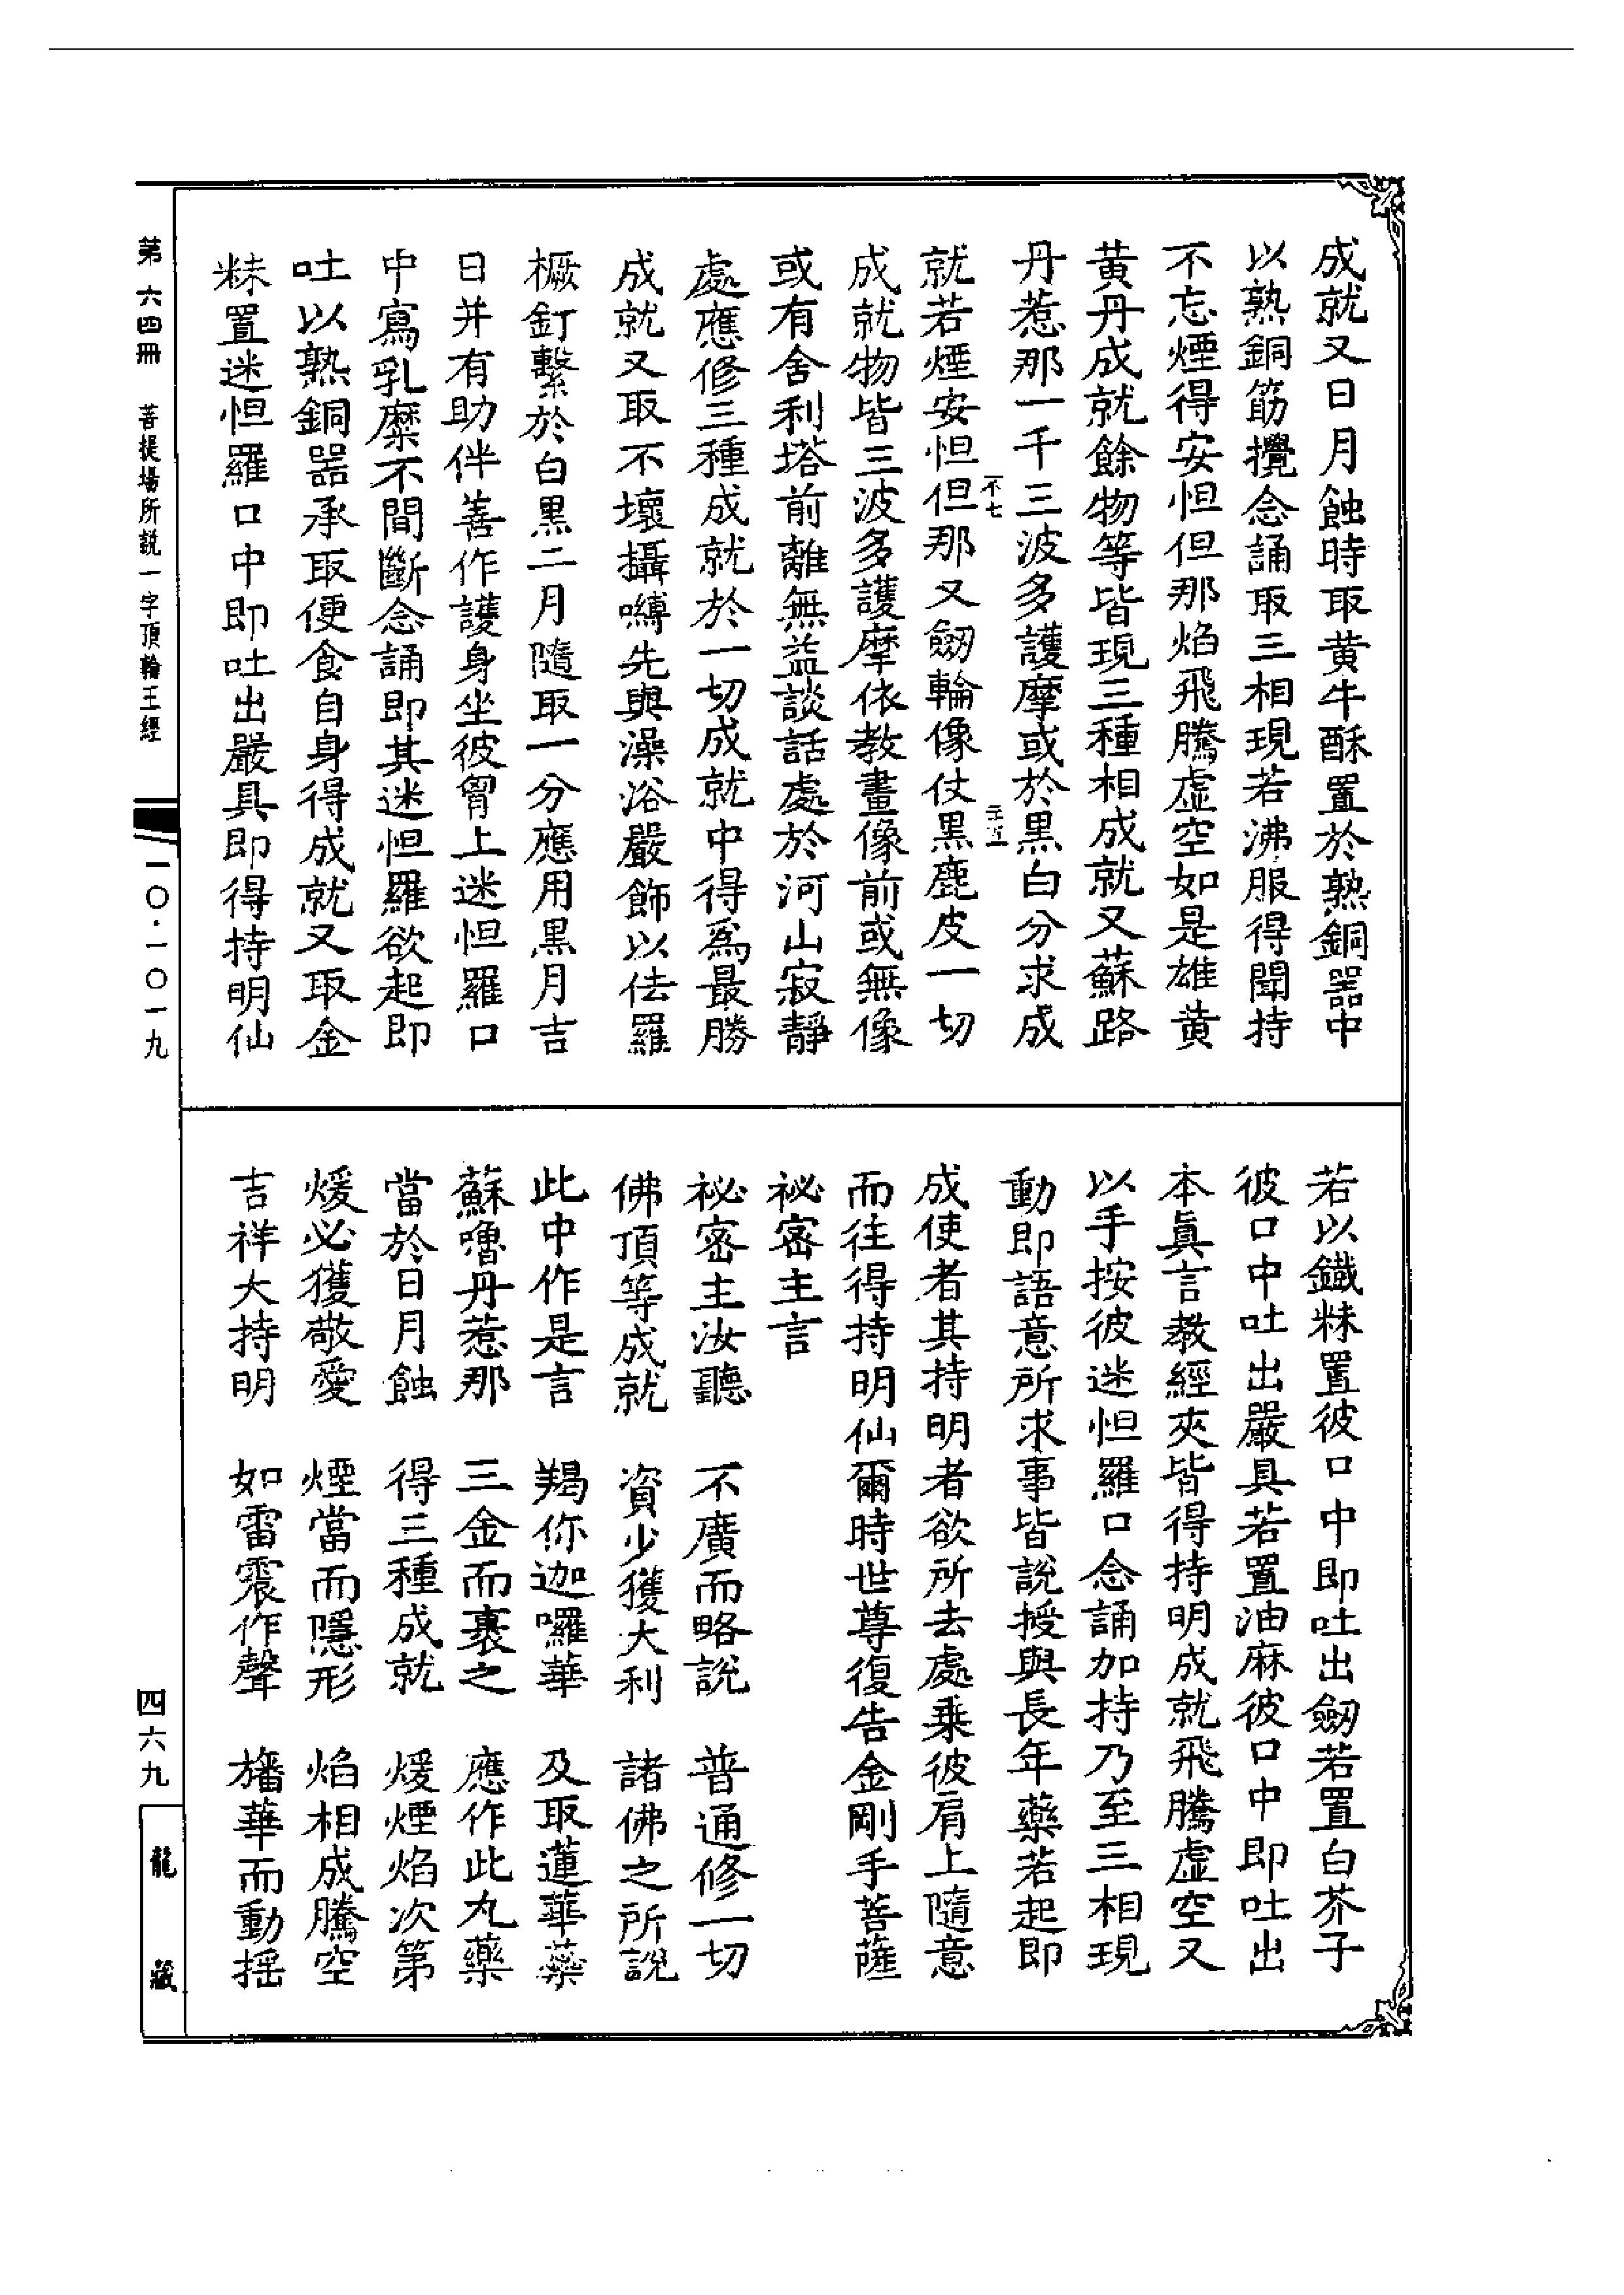 成就又日月蝕時取黄牛酥置於熟銅器中
以熟銅筯攪念誦取三相現若沸服得聞持
不忘煙得安怛但那焰飛騰虚空如是雄黄
黄丹成就餘物等皆現三種相成就又蘇路
丹惹那一千三波多護摩或於黒白分求成
就若煙安怛但那又劒輪像仗黒鹿皮一切
成就物皆三波多護摩依教畫像前或無像
或有舍利塔前離無益談話處於河山寂靜
處應修三種成就於一切成就中得爲最勝
成就又取不壞攝嚩先與澡浴嚴飾以佉羅
橛釘繫於白黒二月隨取一分應用黒月吉
日并有助伴善作護身坐彼胷上迷怛羅口
中寫乳糜不間斷念誦即其迷怛羅欲起即
吐以熟銅器承取便食自身得成就又取金
粖置迷怛羅口中即吐出嚴具即得持明仙
若以鐵粖置彼口中即吐出劒若置白芥子
彼口中吐出嚴具若置油麻彼口中即吐出
本眞言教經夾皆得持明成就飛騰虚空又
以手按彼迷怛羅口念誦加持乃至三相現
動即語意所求事皆說授與長年藥若起即
成使者其持明者欲所去處乘彼肩上隨意
而往得持明仙爾時世尊復告金剛手菩薩
祕密主言
祕密主汝聽　不廣而略說　普通修一切
佛頂等成就　資少獲大利　諸佛之所說
此中作是言　羯你迦囉華　及取蓮華藥
蘇嚕丹惹那　三金而裹之　應作此丸藥
當於日月蝕　得三種成就　煖煙焰次第
煖必獲敬愛　煙當而隱形　焰相成騰空
吉祥大持明　如雷震作聲　旛華而動搖
第六四冊　菩提場所説一字頂輪王經
一〇·一〇一九
四六九
龍藏